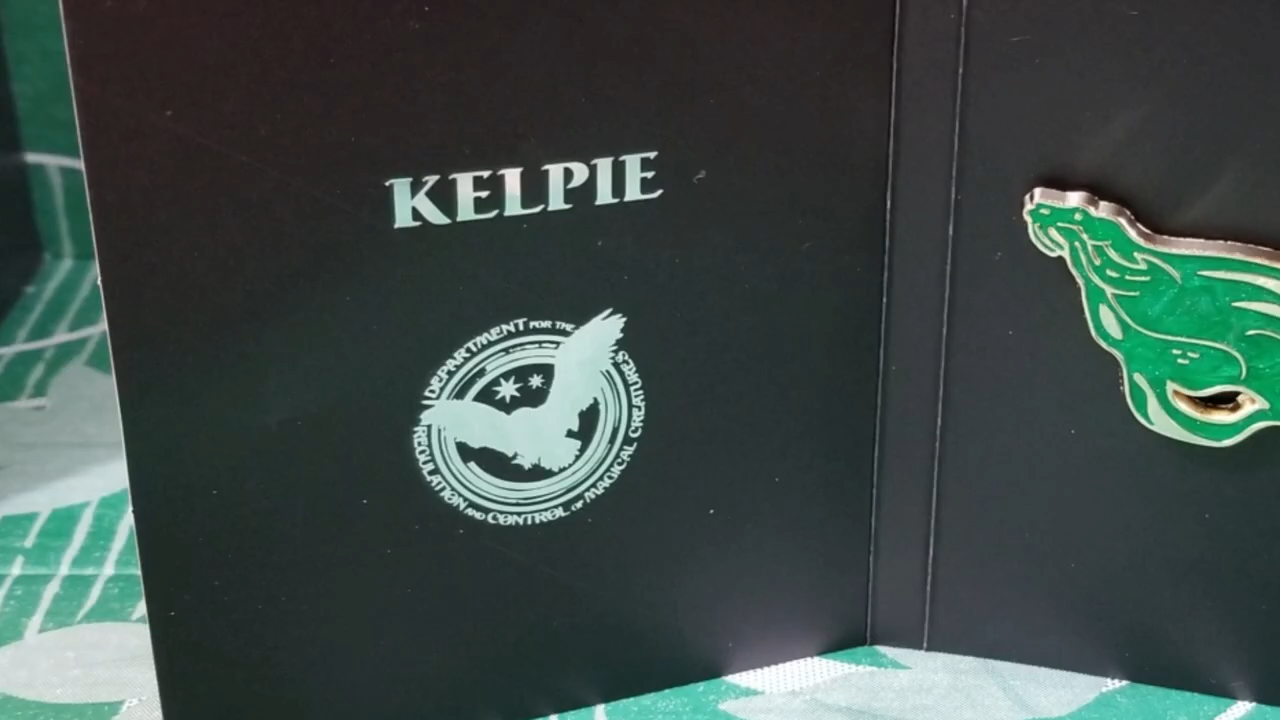 KELPIE
DEPARTMENT FOR THE
REGULATION AND CONTROL OF MAGICAL CREATURES